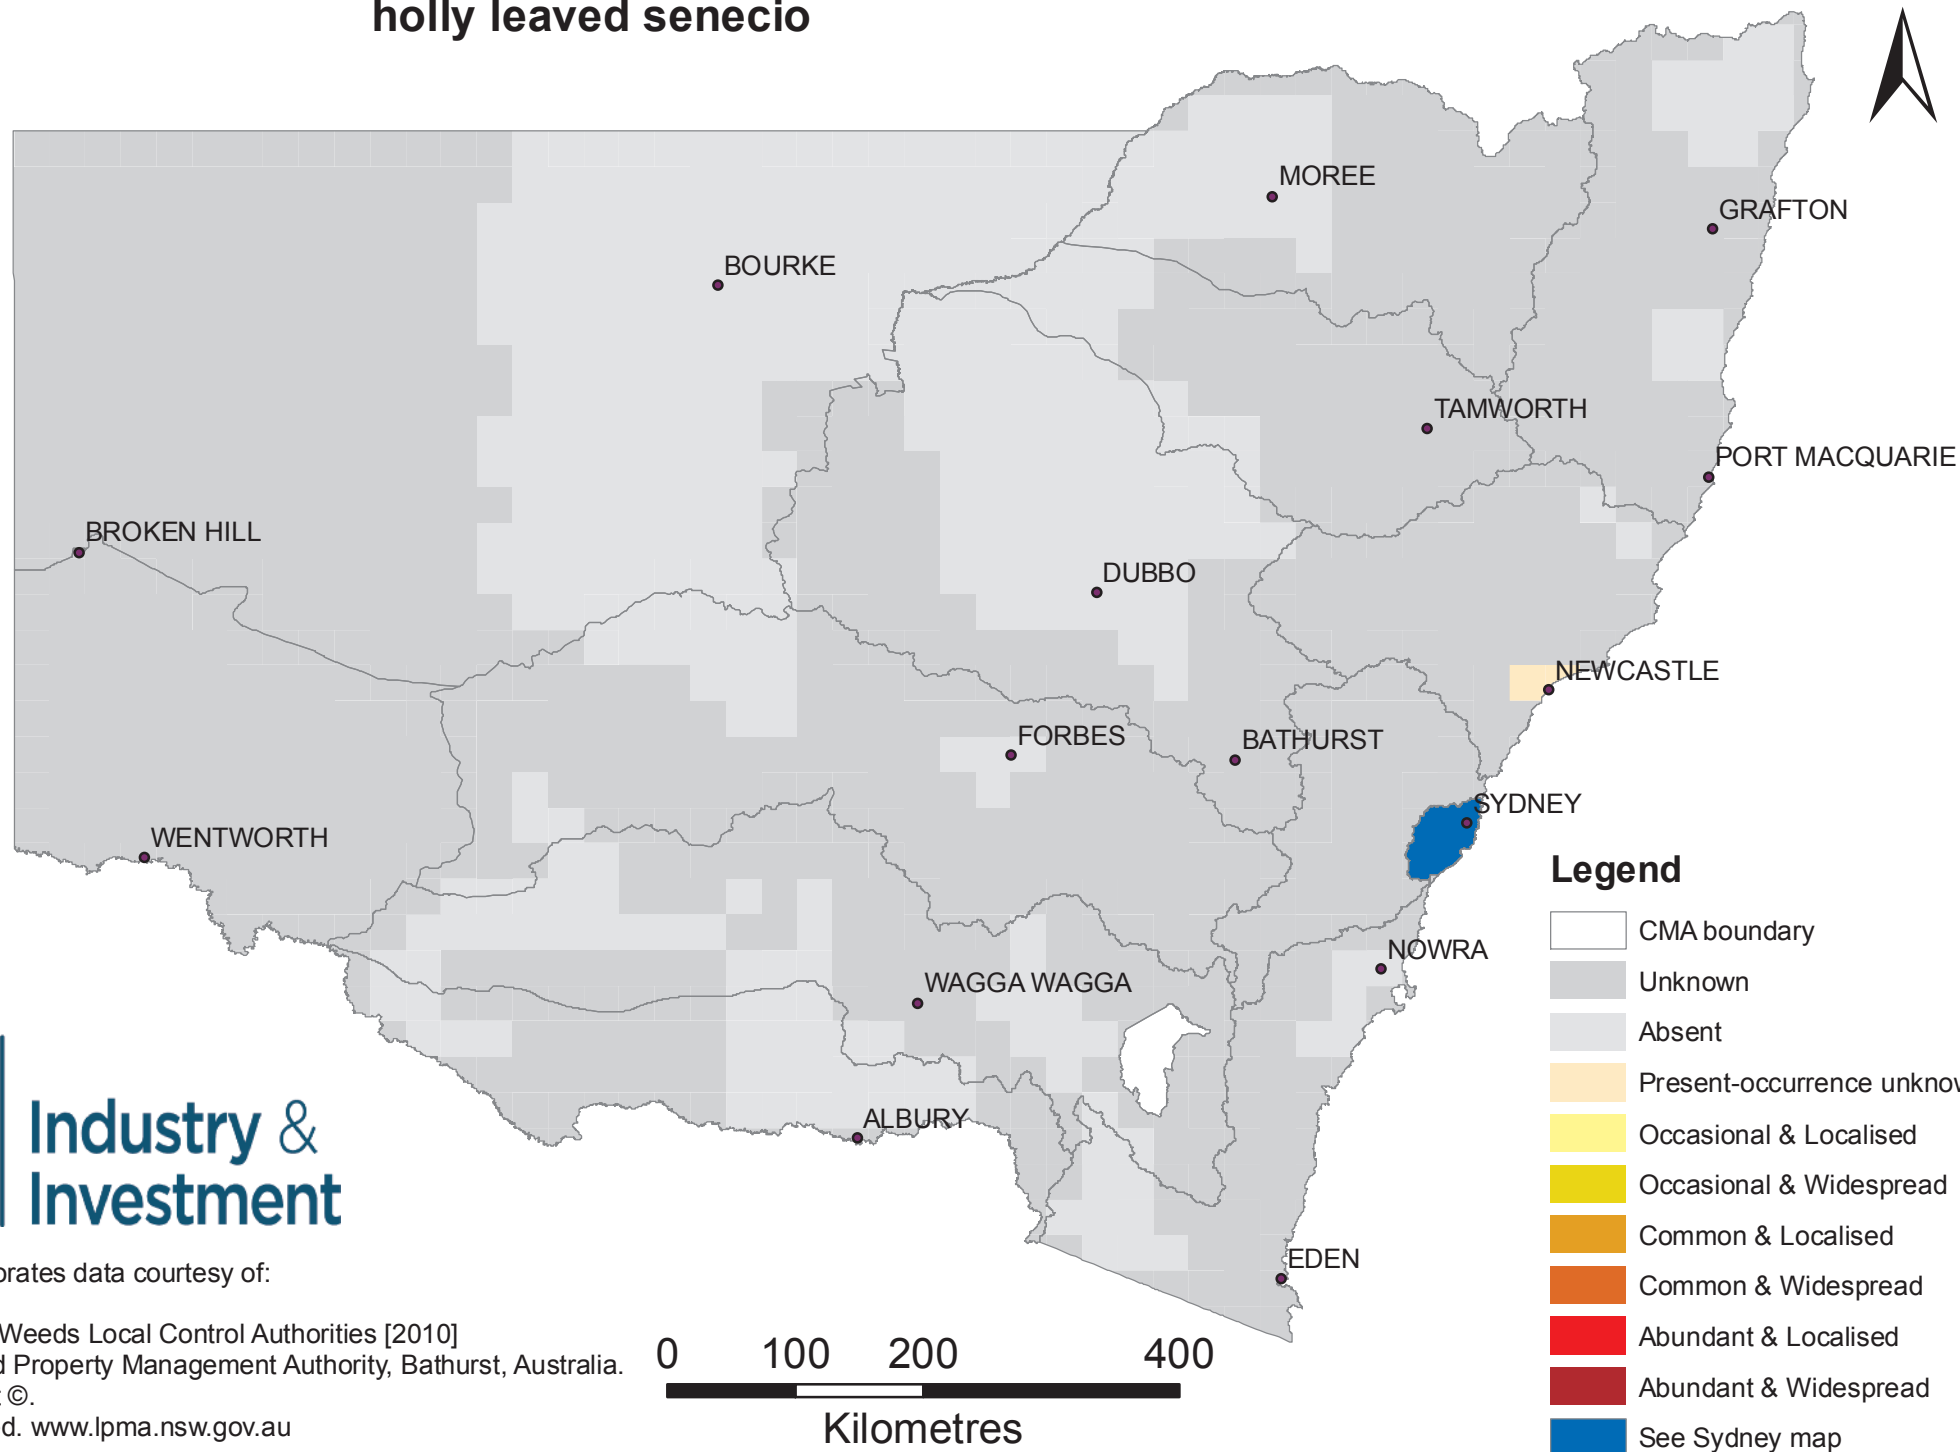 holly leaved senecio
MOREE
GRAFTON
BOURKE
TAMWORTH
PORT MACQUARIE
BROKEN HILL
DUBBO
NEWCASTLE
FORBES
BATHURST
SYDNEY
WENTWORTH
NOWRA
WAGGA WAGGA
ALBURY
EDEN
Legend
CMA boundary
Unknown
Absent
Present-occurrence unknow
Occasional & Localised
Occasional & Widespread
Common & Localised
Common & Widespread
Abundant & Localised
Abundant & Widespread
See Sydney map
Industry &
Investment
orates data courtesy of:
Weeds Local Control Authorities [2010]
d Property Management Authority, Bathurst, Australia.
©.
d. www.lpma.nsw.gov.au
0 100 200 400
Kilometres